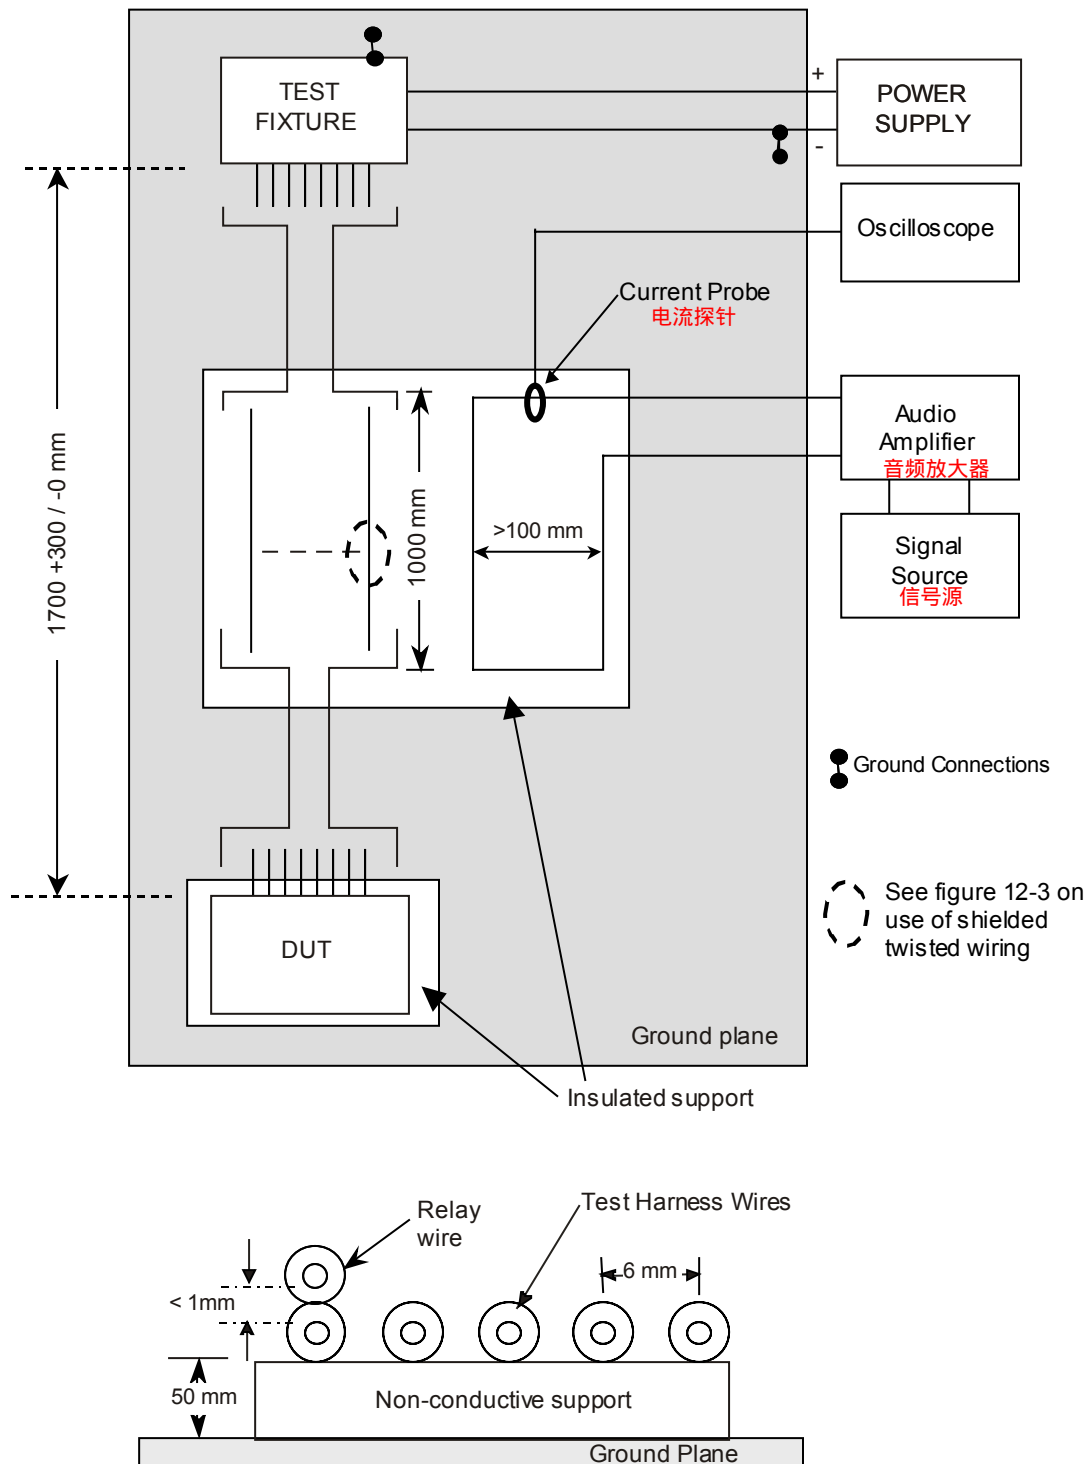 TEST
FIXTURE
+
-
POWER
SUPPLY
Oscilloscope
Current Probe
电流探针
1700 +300 / -0 mm
1000 mm
>100 mm
Audio
Amplifier
音频放大器
Signal
Source
信号源
Ground Connections
See figure 12-3 on
use of shielded
twisted wiring
DUT
Ground plane
Insulated support
Relay
wire
Test Harness Wires
6 mm
< 1mm
50 mm
Non-conductive support
Ground Plane